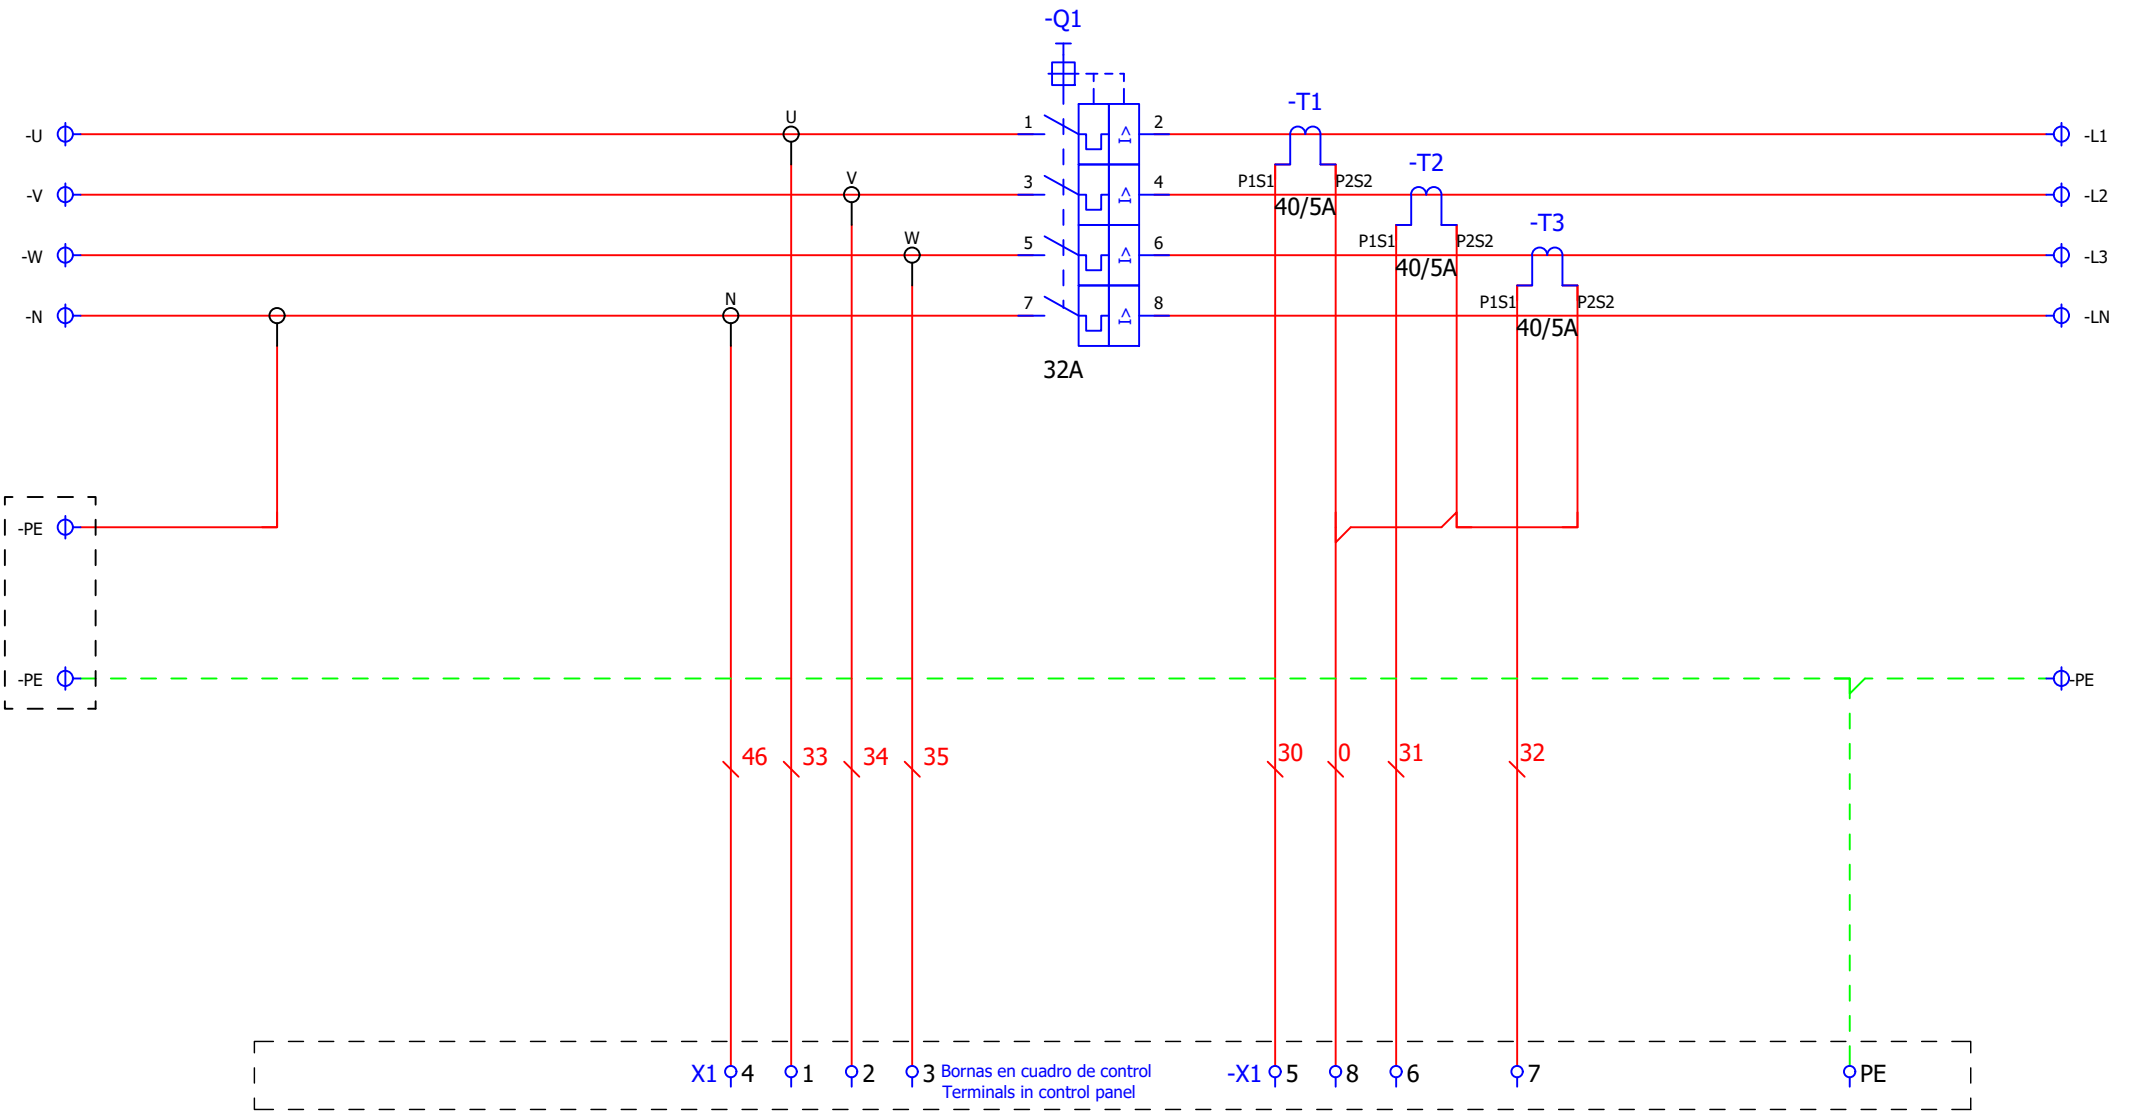 -Q1
-T1
U
1
2
-U
-L1
-T2
V
3
4
P1S1
P2S2
-V
-L2
40/5A
-T3
W
5
6
P1S1
P2S2
-W
-L3
40/5A
N
7
8
P1S1
P2S2
-N
-LN
40/5A
32A
I>
I>
I>
I>
-PE
-PE
-PE
46
33
34
35
30
0
31
32
X1
4
1
2
3
Bornas en cuadro de control
Terminals in control panel
-X1
5
8
6
7
PE